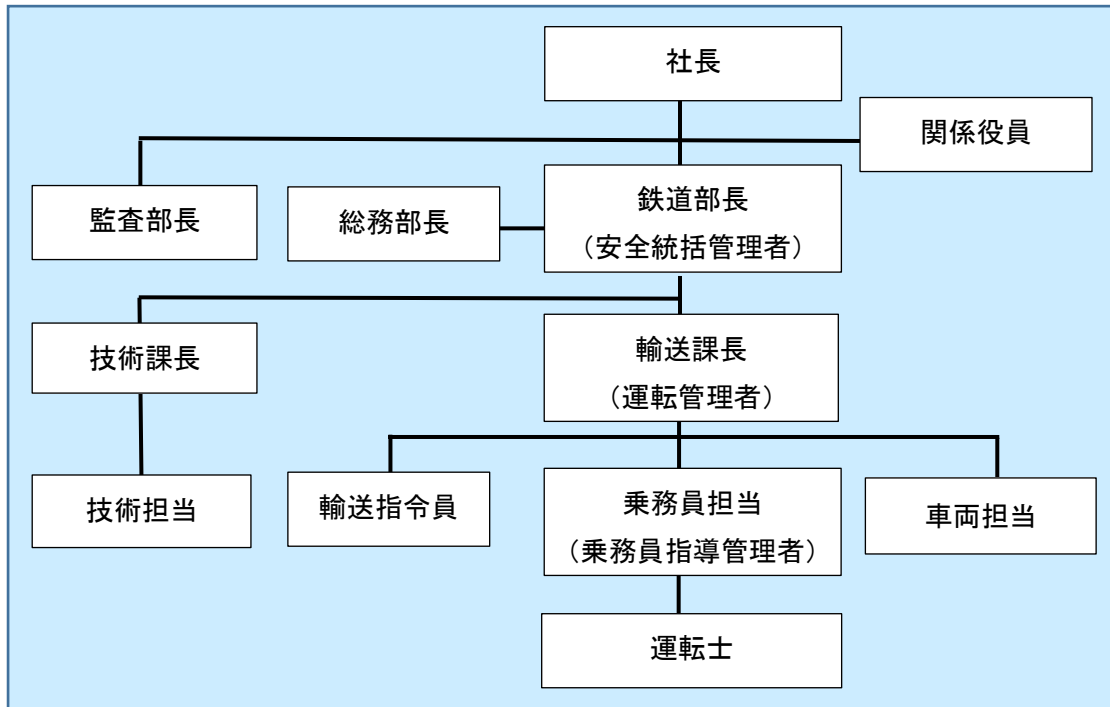 社長
関係役員
監査部長
総務部長
鉄道部長
（安全統括管理者）
技術課長
輸送課長
（運転管理者）
技術担当
輸送指令員
乗務員担当
（乗務員指導管理者）
車両担当
運転士